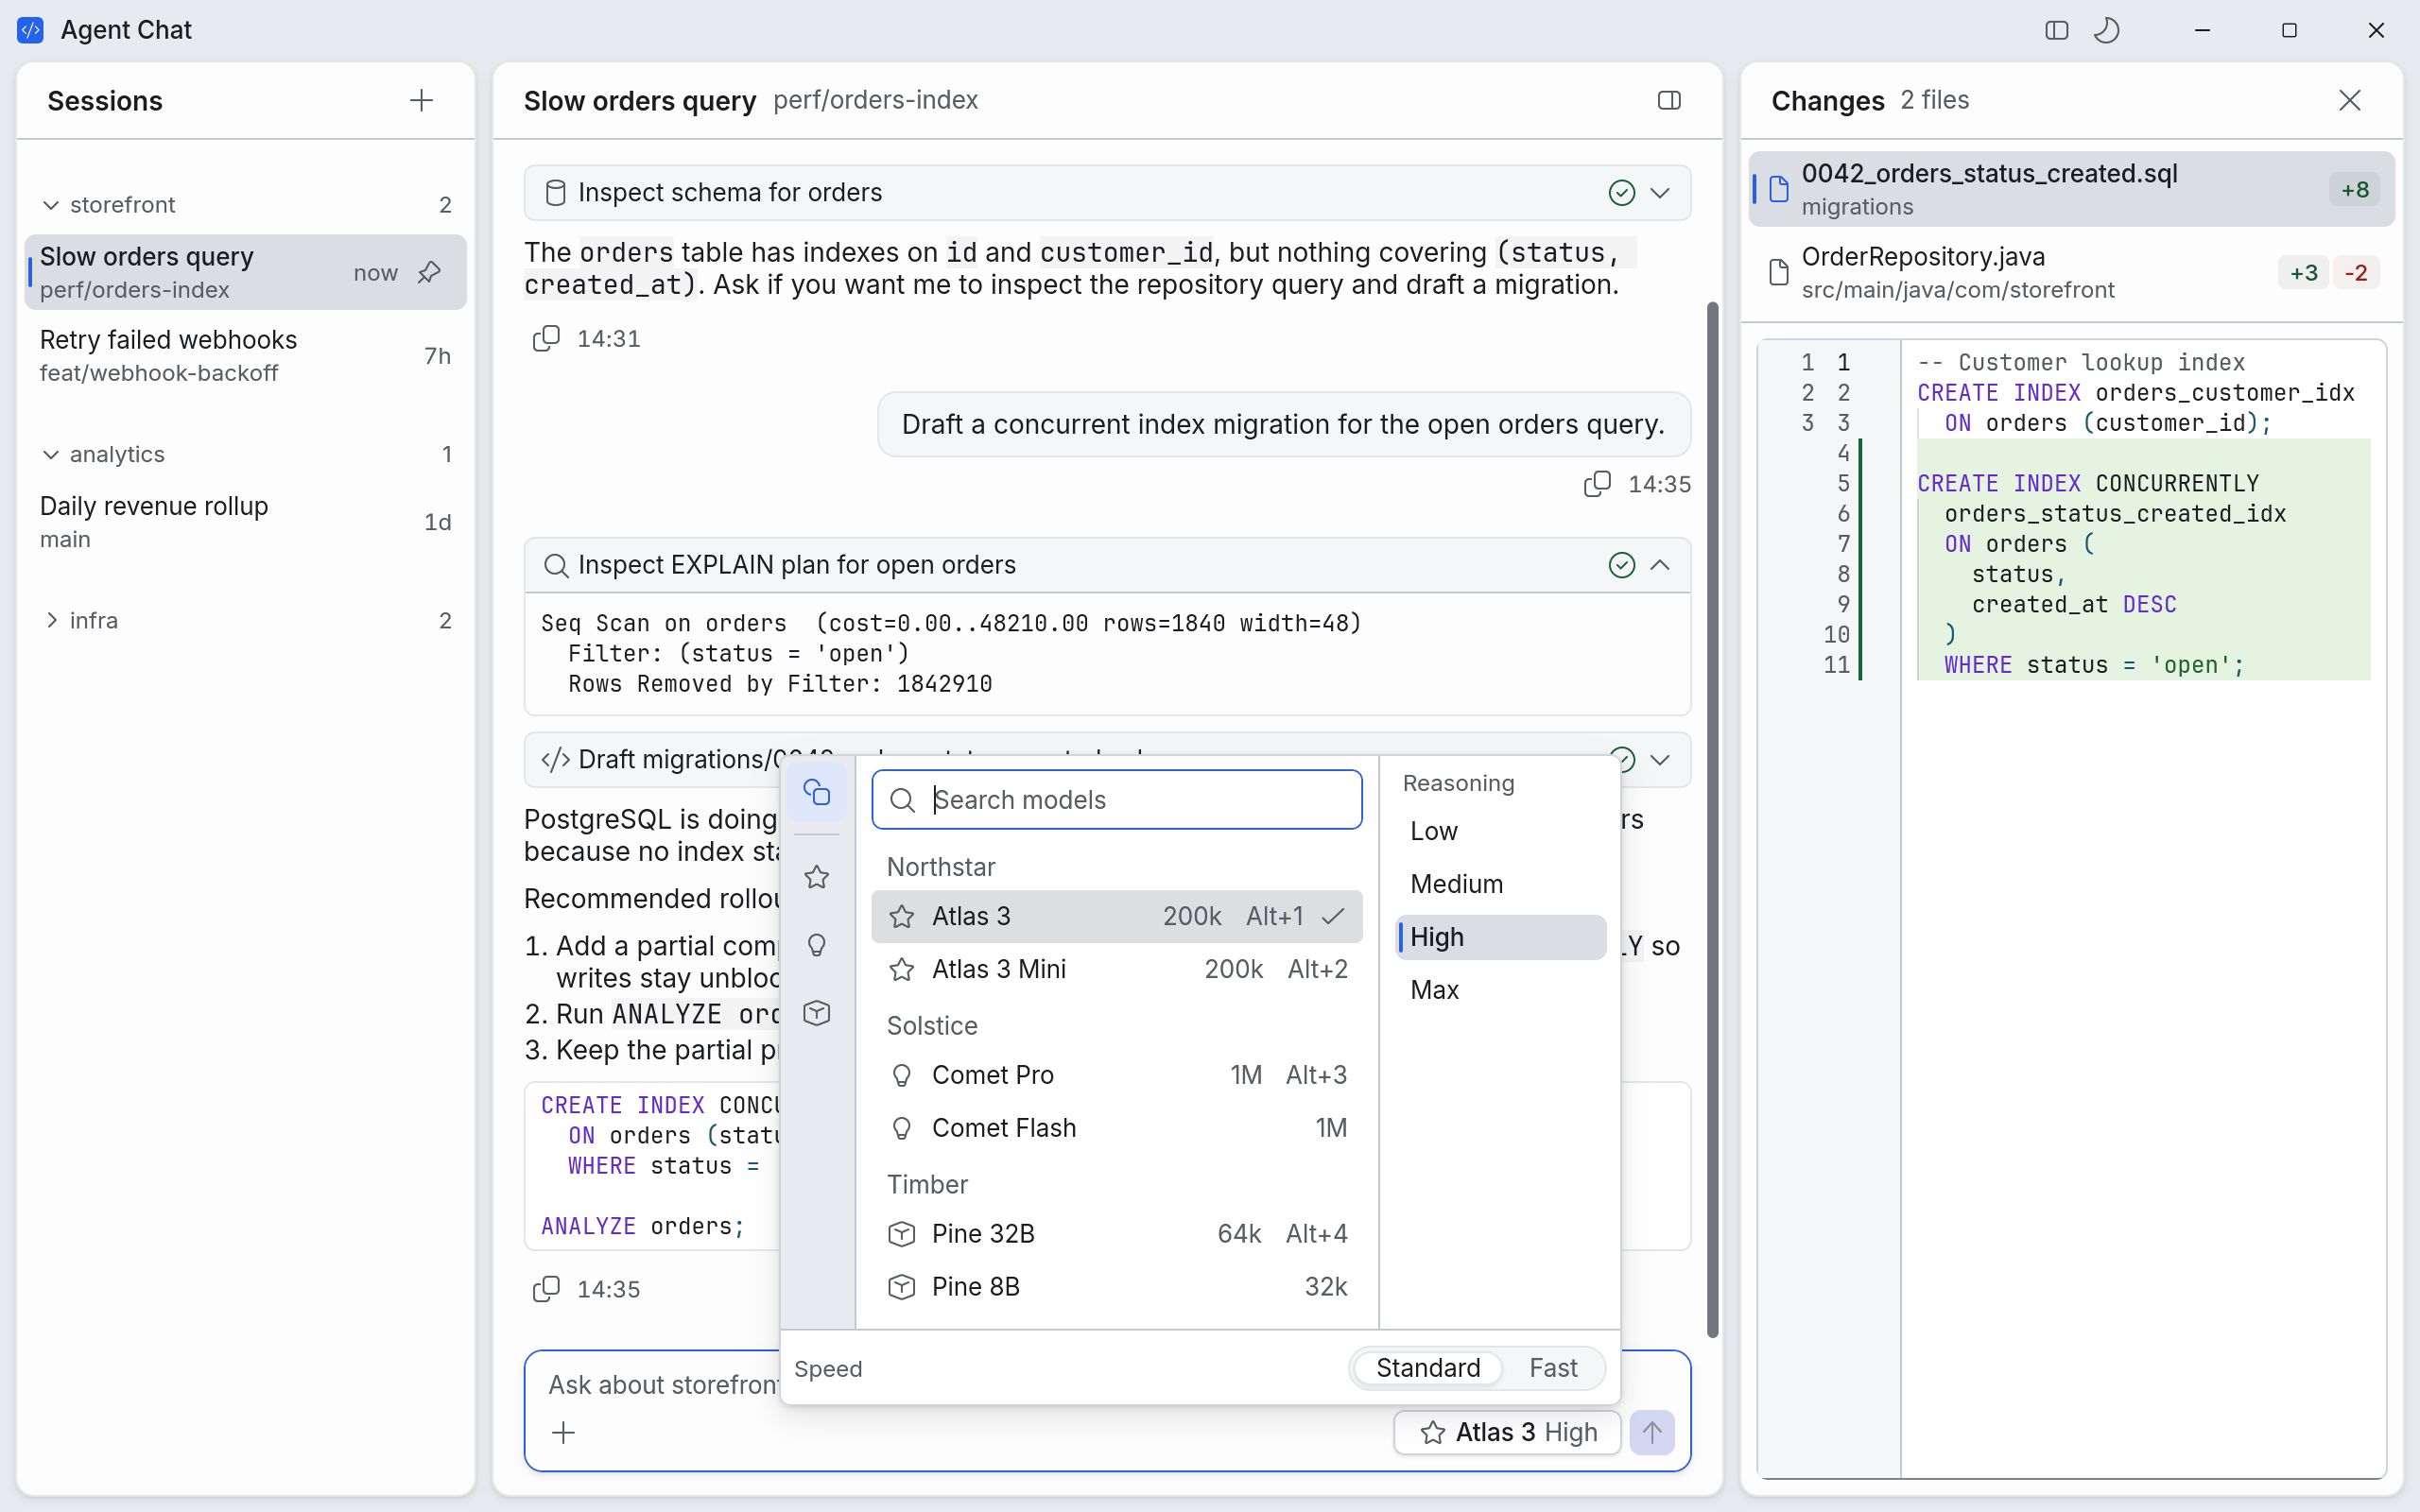 Agent Chat
Sessions
storefront 2
Slow orders query
perf/orders-index
now
Retry failed webhooks
feat/webhook-backoff
7h
analytics 1
Daily revenue rollup
main
1d
infra 2
Slow orders query perf/orders-index
Inspect schema for orders
The orders table has indexes on id and customer_id, but nothing covering (status,
created_at). Ask if you want me to inspect the repository query and draft a migration.
14:31
Draft a concurrent index migration for the open orders query.
14:35
Inspect EXPLAIN plan for open orders
Seq Scan on orders  (cost=0.00..48210.00 rows=1840 width=48)
Filter: (status = 'open')
Rows Removed by Filter: 1842910
Draft
PostgreSQL is doing
because no index
Recommended
1. Add a partial
LY so
writes stay
2. Run ANALYZE
3. Keep the partial
CREATE INDEX
ON orders
WHERE status =
ANALYZE orders;
14:35
Ask about storefront
Atlas 3 High
Search models
Northstar
Atlas 3 200k Alt+1
Atlas 3 Mini 200k Alt+2
Solstice
Comet Pro 1M Alt+3
Comet Flash 1M
Timber
Pine 32B 64k Alt+4
Pine 8B 32k
Reasoning
Low
Medium
High
Max
Speed Standard Fast
Changes 2 files
0042_orders_status_created.sql
migrations
+8
OrderRepository.java
src/main/java/com/storefront
+3 -2
1 1 -- Customer lookup index
2 2 CREATE INDEX orders_customer_idx
3 3 ON orders (customer_id);
4
5 CREATE INDEX CONCURRENTLY
6 orders_status_created_idx
7 ON orders (
8 status,
9 created_at DESC
10 )
11 WHERE status = 'open';